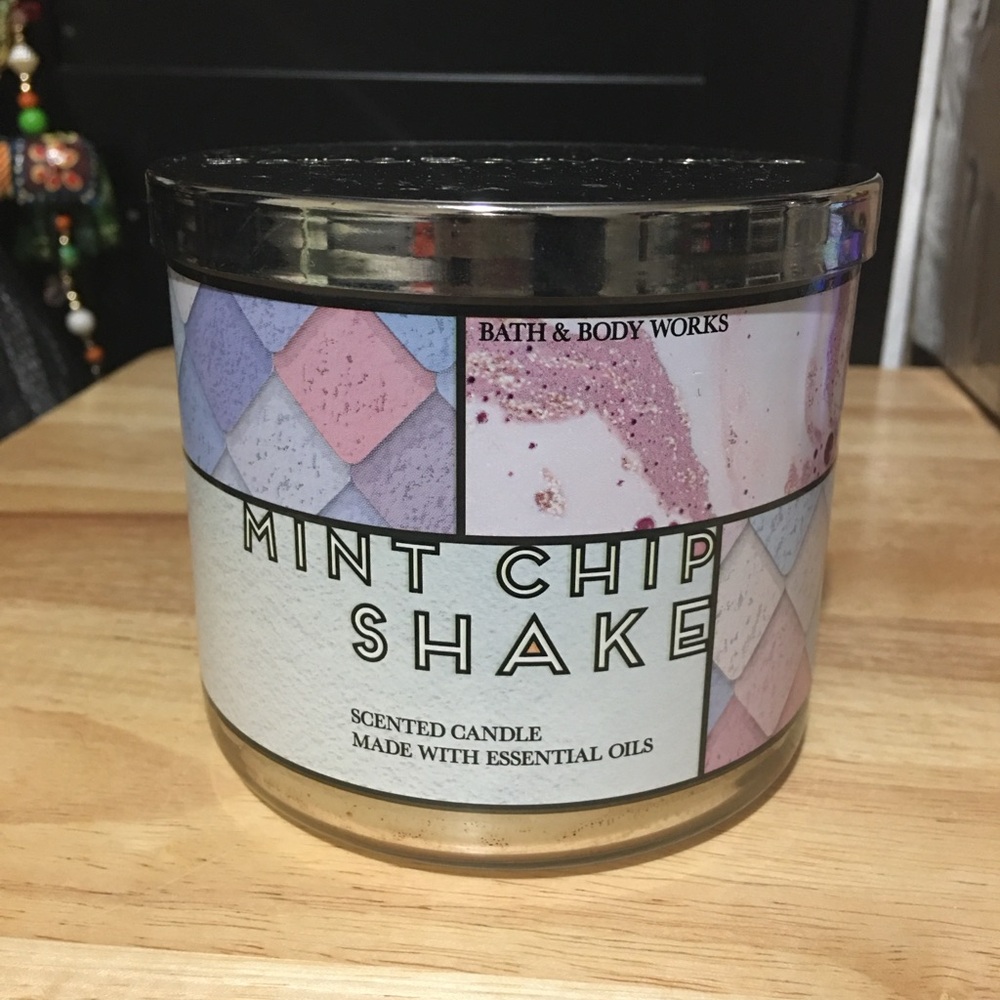 BATH & BODY WORKS
MINT CHIP
SHAKE
SCENTED CANDLE
MADE WITH ESSENTIAL OILS